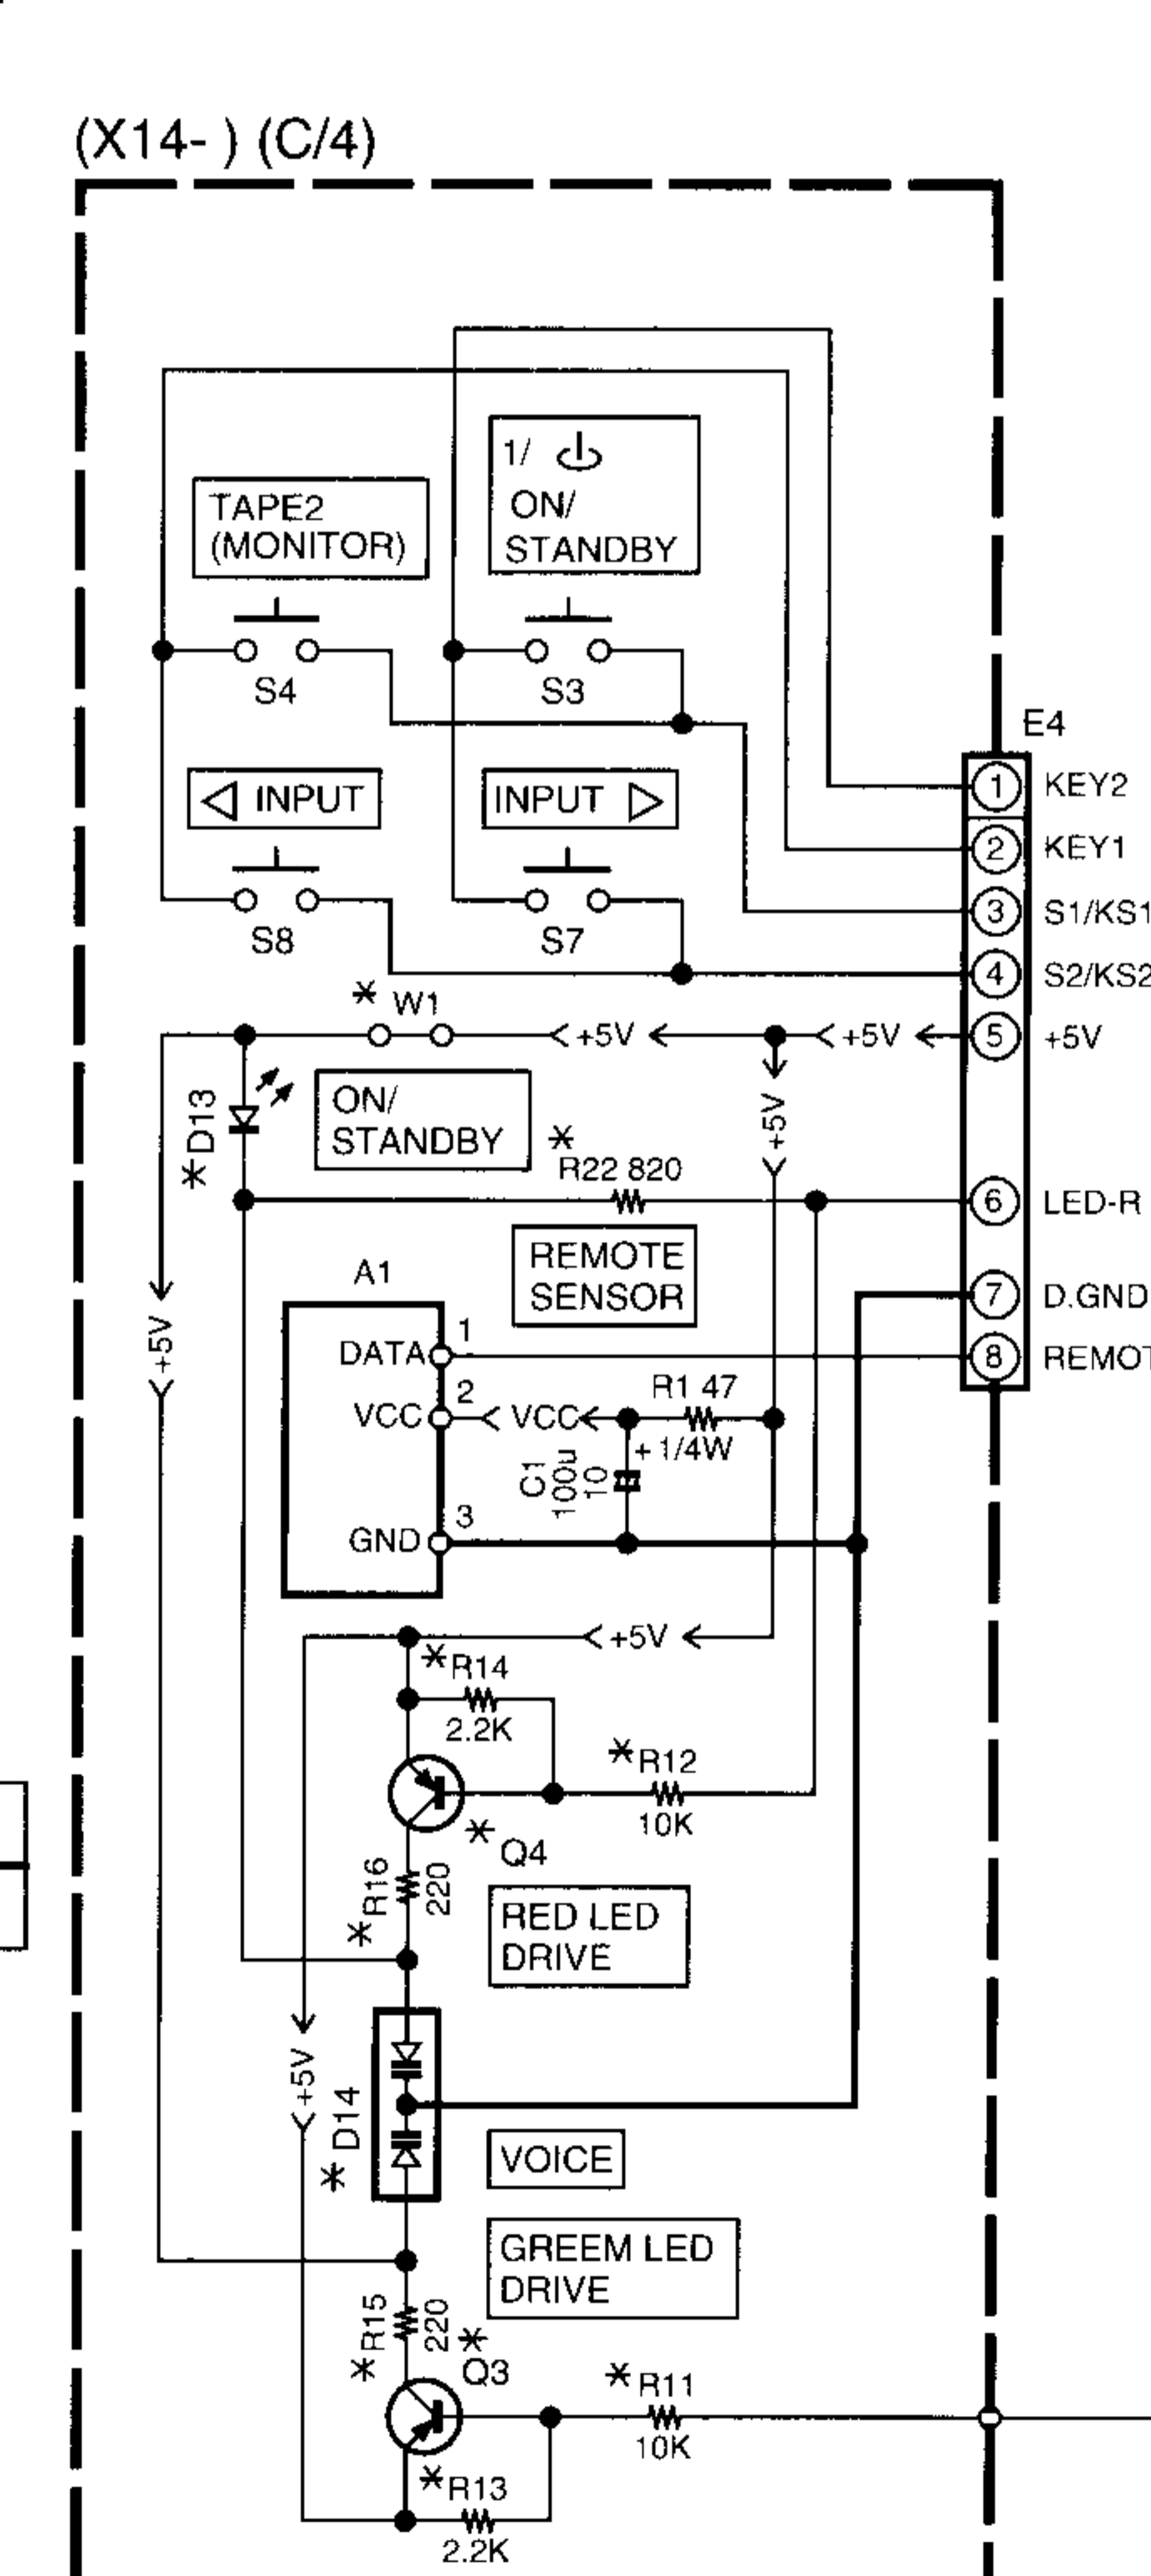 (X14- ) (C/4)
1/
ON/
STANDBY
TAPE2
(MONITOR)
S4
S3
E4
INPUT
INPUT
1
KEY2
2
KEY1
3
S1/KS1
4
S2/KS2
S8
S7
* W1
+5V
+5V
5
+5V
*D13
ON/
STANDBY
+5V
*
R22 820
6
LED-R
REMOTE
SENSOR
A1
7
D.GND
+5V
DATA
1
8
REMOT
VCC
2
VCC
R1 47
+ 1/4W
C1
100u
10
GND
3
+5V
*R14
2.2K
*R12
10K
*Q4
*R16
220
RED LED
DRIVE
+5V
*D14
VOICE
GREEM LED
DRIVE
*R15
220
*
Q3
*R11
10K
*R13
2.2K